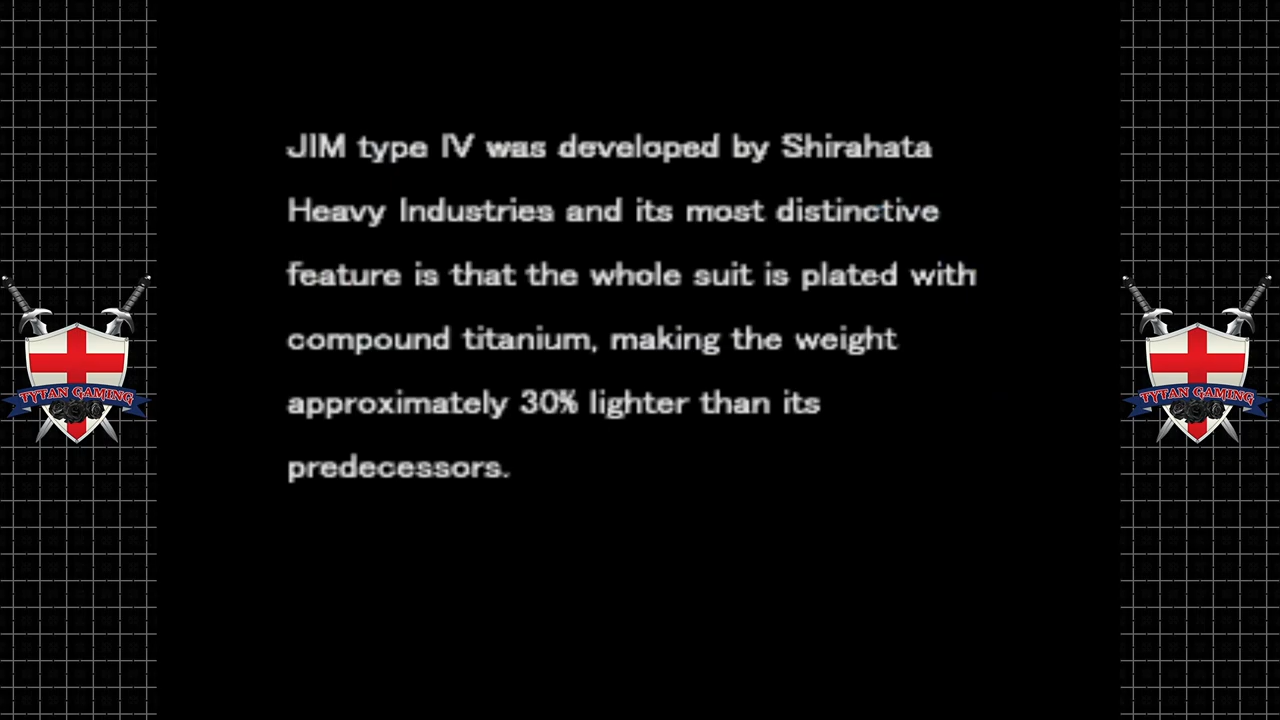 JIM type IV was developed by Shirahata
Heavy Industries and its most distinctive
feature is that the whole suit is plated with
compound titanium, making the weight
approximately 30% lighter than its
predecessors.
TYTAN GAMING
TYTAN GAMING